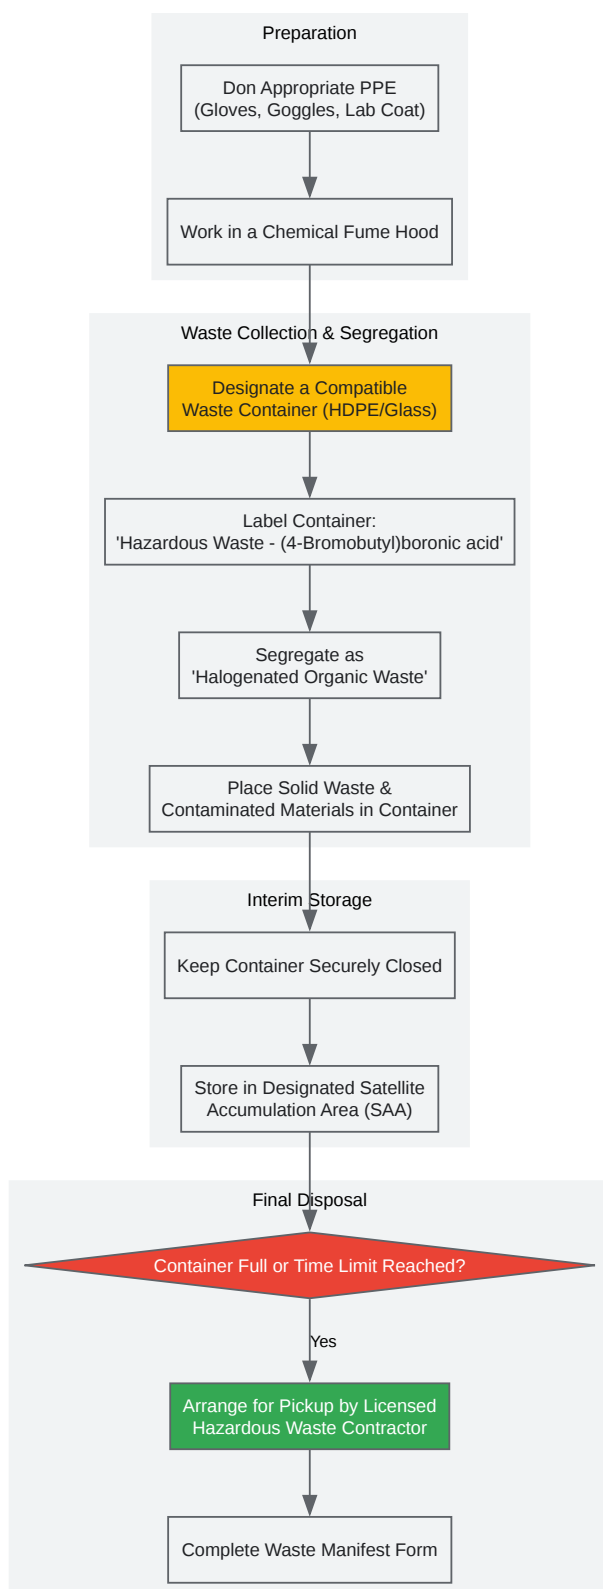 Preparation
Don Appropriate PPE
(Gloves, Goggles, Lab Coat)
Work in a Chemical Fume Hood
Waste Collection & Segregation
Designate a Compatible
Waste Container (HDPE/Glass)
Label Container:
'Hazardous Waste - (4-Bromobutyl)boronic acid'
Segregate as
'Halogenated Organic Waste'
Place Solid Waste &
Contaminated Materials in Container
Interim Storage
Keep Container Securely Closed
Store in Designated Satellite
Accumulation Area (SAA)
Final Disposal
Container Full or Time Limit Reached?
Yes
Arrange for Pickup by Licensed
Hazardous Waste Contractor
Complete Waste Manifest Form